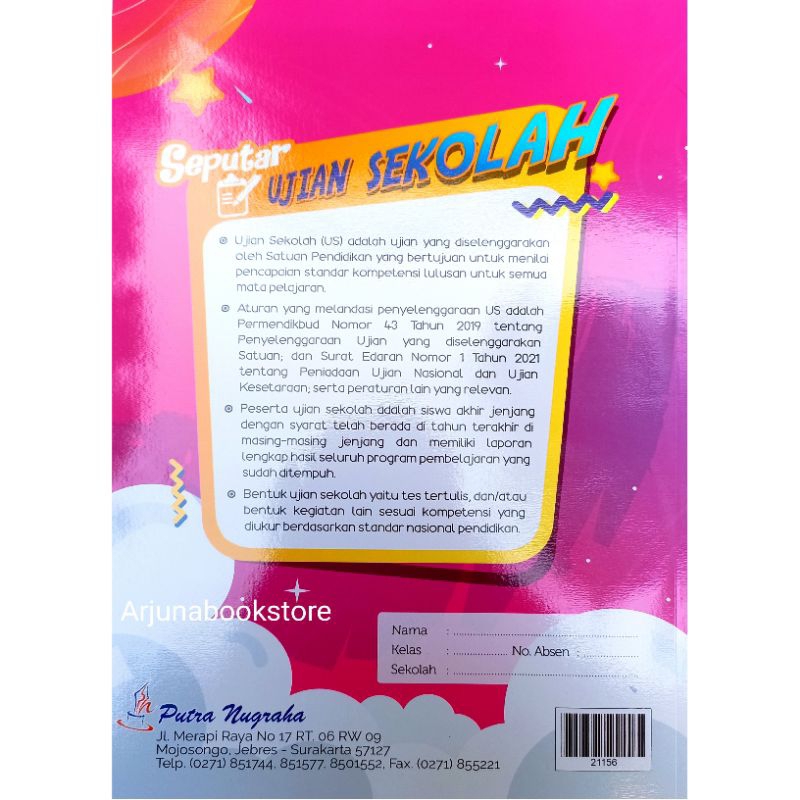 Seputar
UJIAN SEKOLAH
Ujian Sekolah (US) adalah ujian yang diselenggarakan
oleh Satuan Pendidikan yang bertujuan untuk menilai
pencapaian standar kompetensi lulusan untuk semua
mata pelajaran.
Aturan yang melandasi penyelenggaraan US adalah
Permendikbud Nomor 43 Tahun 2019 tentang
Penyelenggaraan Ujian yang diselenggarakan
Satuan; dan Surat Edaran Nomor 1 Tahun 2021
tentang Peniadaan Ujian Nasional dan Ujian
Kesetaraan; serta peraturan lain yang relevan.
Peserta ujian sekolah adalah siswa akhir jenjang
dengan syarat telah berada di tahun terakhir di
masing-masing jenjang dan memiliki laporan
lengkap hasil seluruh program pembelajaran yang
sudah ditempuh.
Bentuk ujian sekolah yaitu tes tertulis, dan/atau
bentuk kegiatan lain sesuai kompetensi yang
diukur berdasarkan standar nasional pendidikan.
Arjunabookstore
Nama : ................................................
Kelas : .............. No. Absen : ..............
Sekolah : ................................................
Putra Nugraha
Jl. Merapi Raya No 17 RT. 06 RW 09
Mojosongo, Jebres - Surakarta 57127
Telp. (0271) 851744, 851577, 8501552, Fax. (0271) 855221
21156